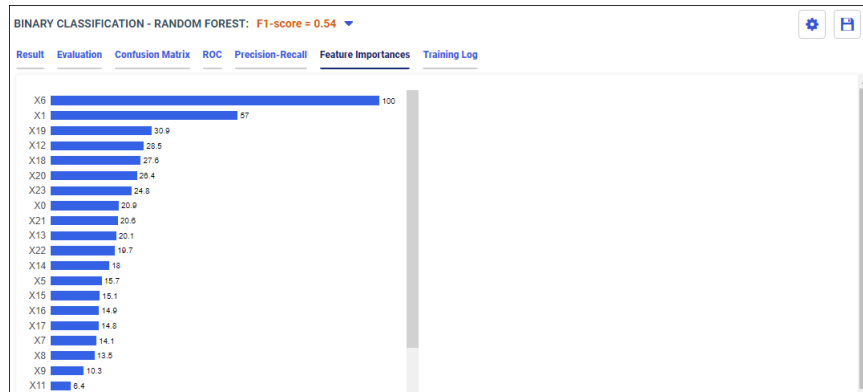 BINARY CLASSIFICATION - RANDOM FOREST: F1-score = 0.54
Result Evaluation Confusion Matrix ROC Precision-Recall Feature Importances Training Log
X6 100
X1 57
X19 30.9
X12 28.5
X18 27.6
X20 26.4
X23 24.8
X0 20.9
X21 20.6
X13 20.1
X22 19.7
X14 18
X5 15.7
X15 15.1
X16 14.9
X17 14.8
X7 14.1
X8 13.5
X9 10.3
X11 6.4